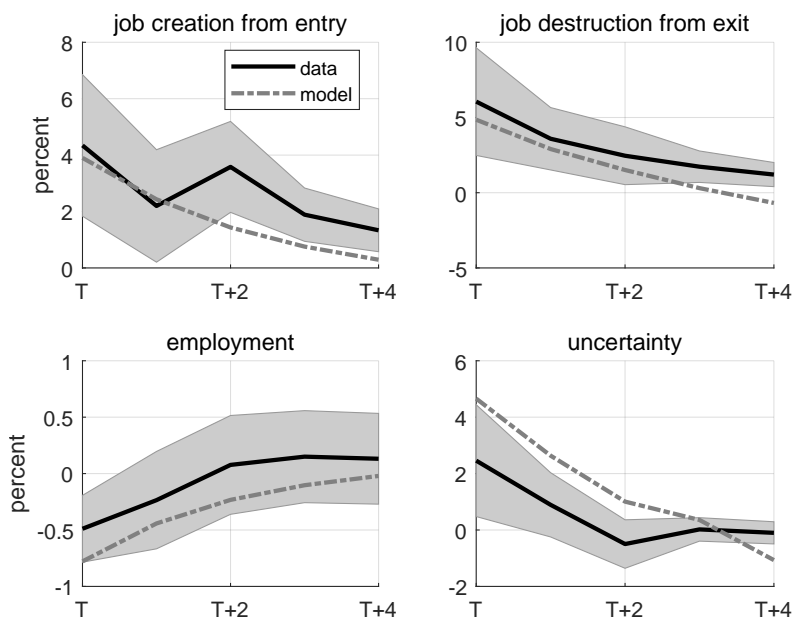 job creation from entry
8
6
4
2
0
percent
T
T+2
T+4
data
model
job destruction from exit
10
5
0
-5
T
T+2
T+4
employment
1
0.5
0
-0.5
-1
percent
T
T+2
T+4
uncertainty
6
4
2
0
-2
T
T+2
T+4